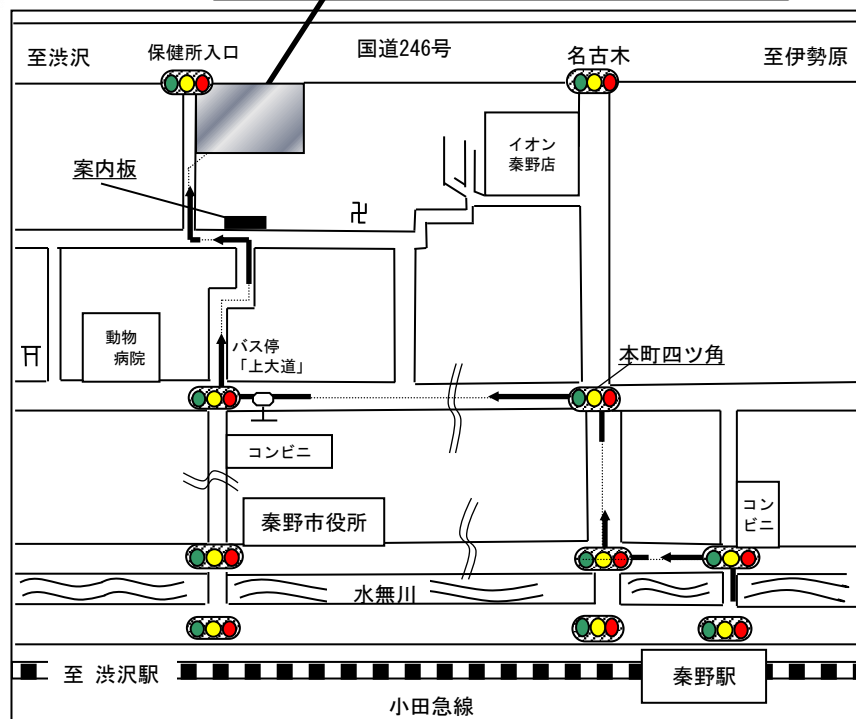 至渋沢
保健所入口
国道246号
名古木
至伊勢原
イオン
秦野店
案内板
卍
動物
病院
バス停
「上大道」
本町四ツ角
コンビニ
コン
ビニ
秦野市役所
水無川
至 渋沢駅
秦野駅
小田急線